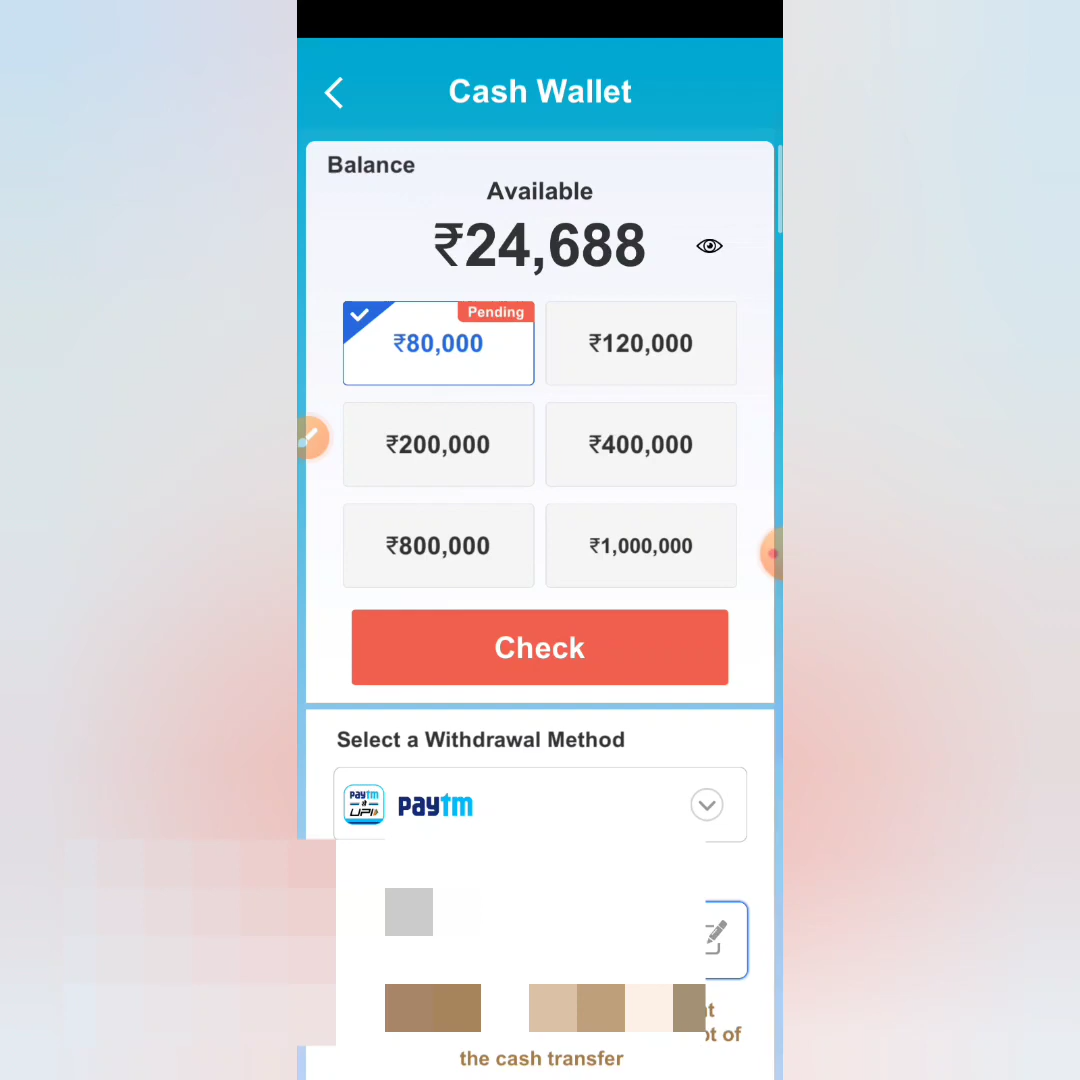 Cash Wallet
Balance
Available
₹24,688
Pending
₹80,000
₹120,000
₹200,000
₹400,000
₹800,000
₹1,000,000
Check
Select a Withdrawal Method
paytm
UPI
paytm
of
the cash transfer